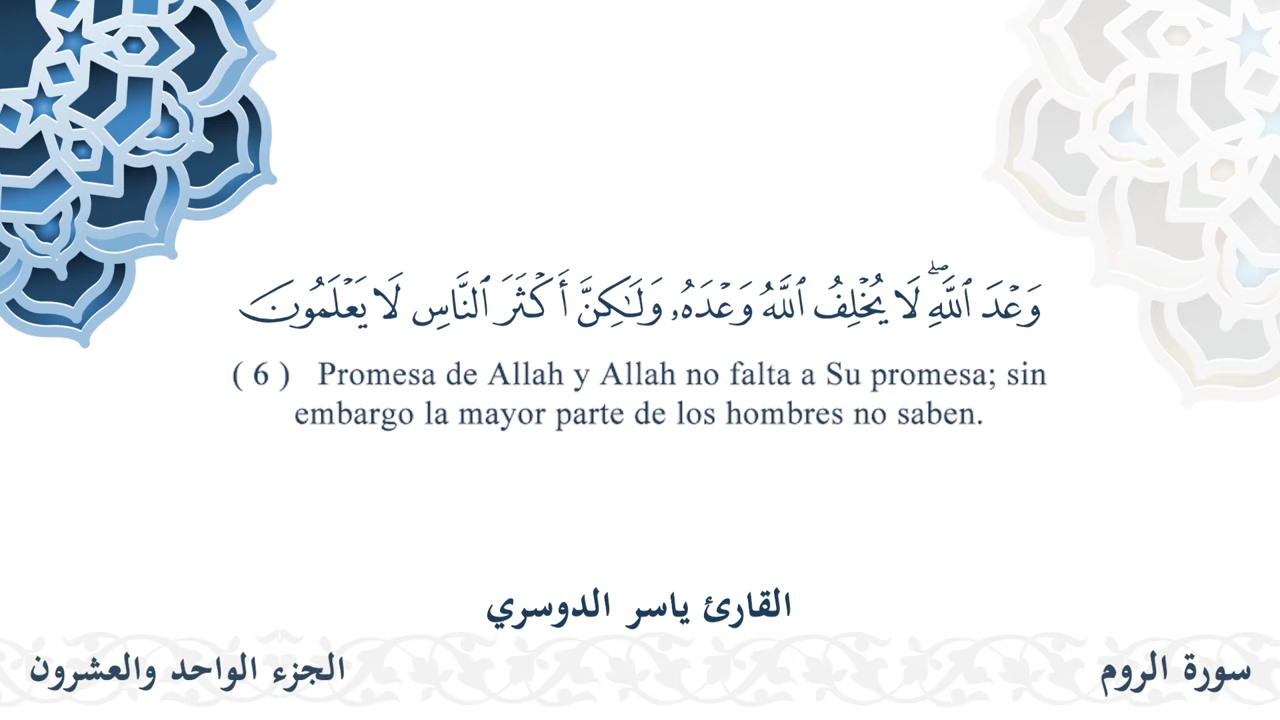 وَعْدَ ٱللَّهِ ۖ لَا يُخْلِفُ ٱللَّهُ وَعْدَهُۥ وَلَـٰكِنَّ أَكْثَرَ ٱلنَّاسِ لَا يَعْلَمُونَ
( 6 ) Promesa de Allah y Allah no falta a Su promesa; sin
embargo la mayor parte de los hombres no saben.
القارئ ياسر الدوسري
سورة الروم
الجزء الواحد والعشرون